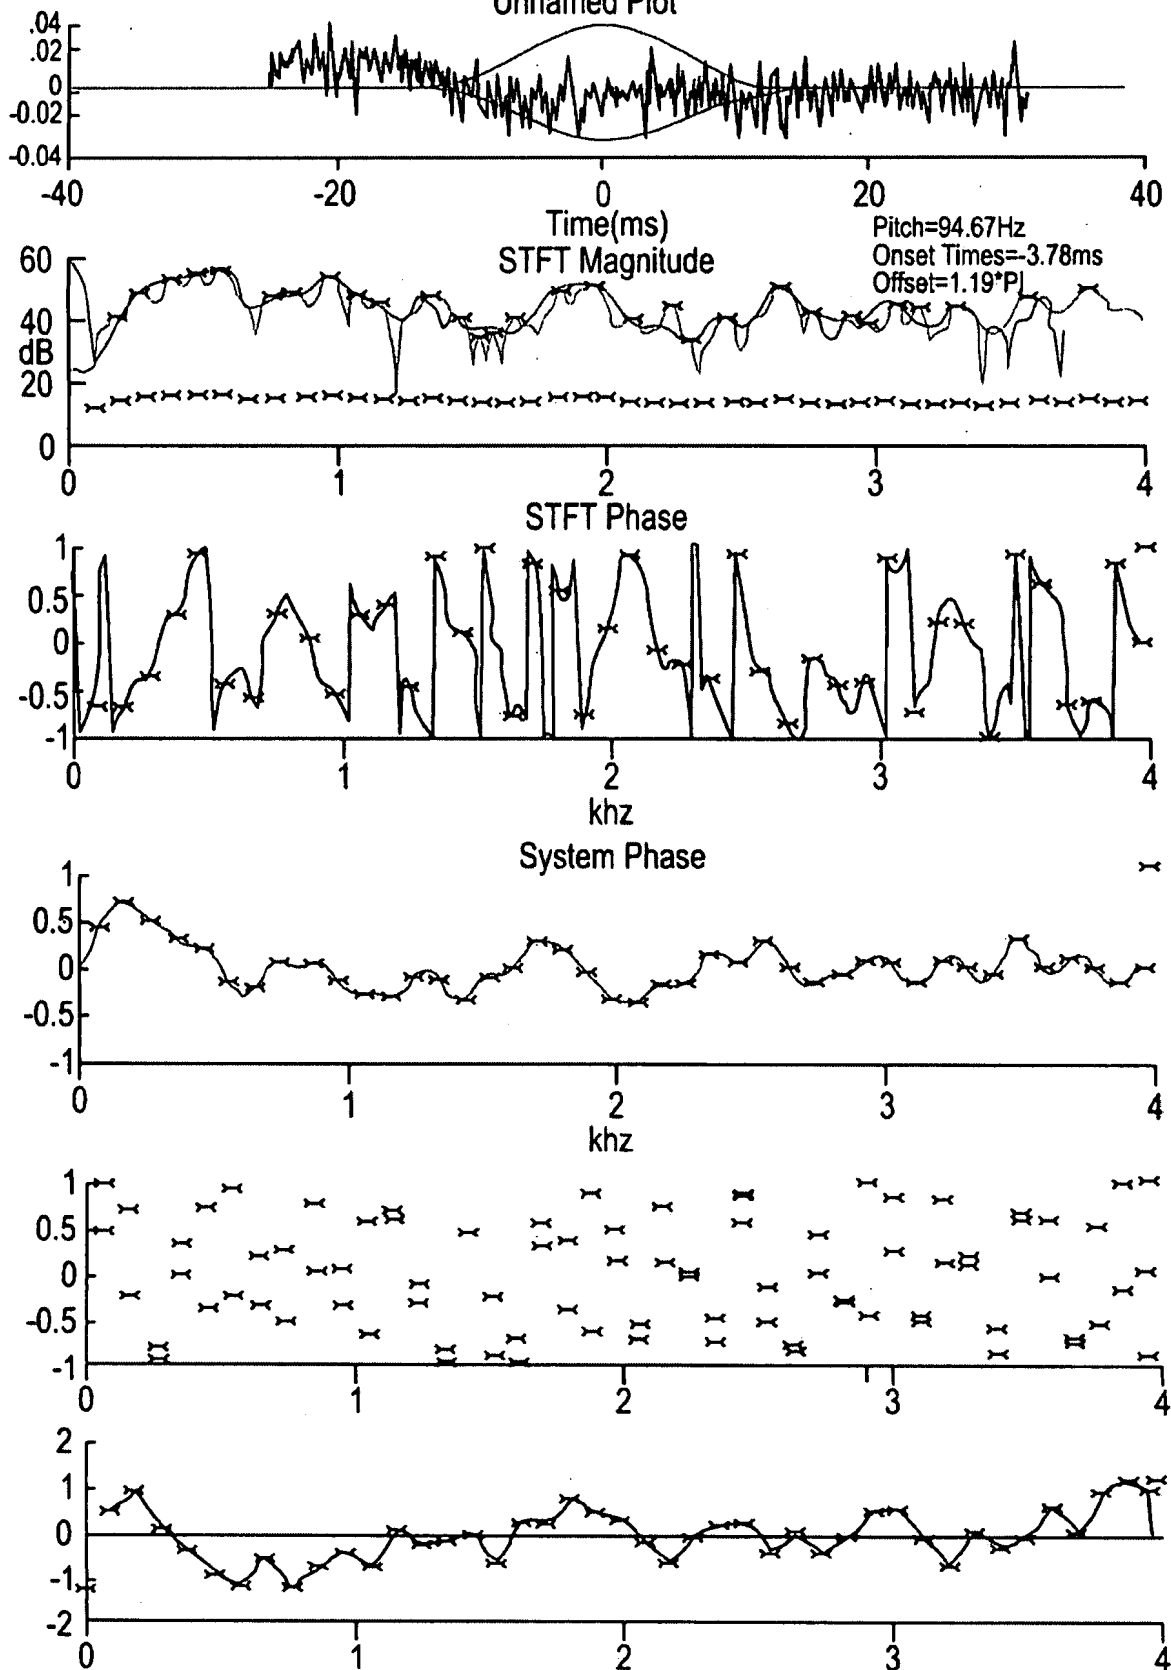 Unnamed Plot
.04
.02
0
-0.02
-0.04
-40 -20 0 20 40
Time(ms)
Pitch=94.67Hz
Onset Times=-3.78ms
Offset=1.19*PI
STFT Magnitude
60
40
dB
20
0
0 1 2 3 4
STFT Phase
1
0.5
0
-0.5
-1
0 1 2 3 4
khz
System Phase
1
0.5
0
-0.5
-1
0 1 2 3 4
khz
1
0.5
0
-0.5
-1
0 1 2 3 4
2
1
0
-1
-2
0 1 2 3 4